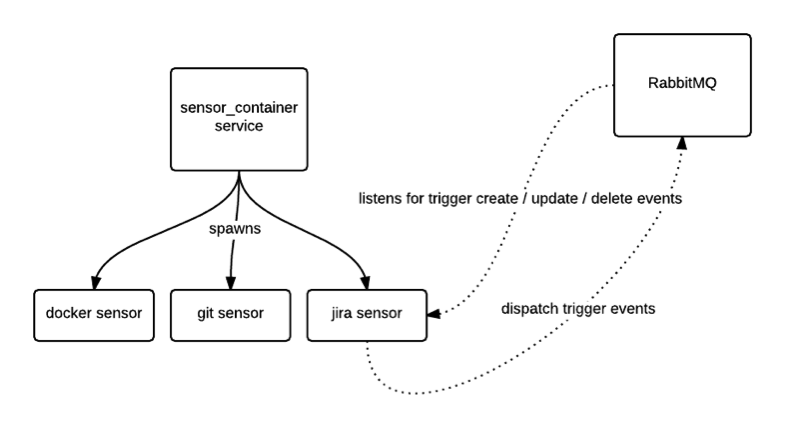 sensor_container
service
RabbitMQ
listens for trigger create / update / delete events
spawns
docker sensor
git sensor
jira sensor
dispatch trigger events